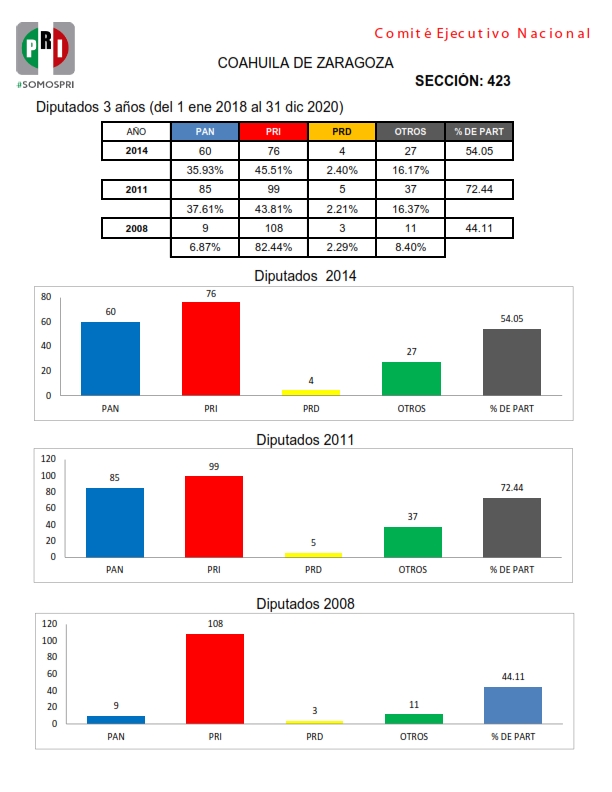 Comité Ejecutivo Nacional
PRI
#SOMOSPRI
COAHUILA DE ZARAGOZA
SECCIÓN: 423
Diputados 3 años (del 1 ene 2018 al 31 dic 2020)
AÑO PAN PRI PRD OTROS % DE PART
2014 60 76 4 27 54.05
35.93% 45.51% 2.40% 16.17%
2011 85 99 5 37 72.44
37.61% 43.81% 2.21% 16.37%
2008 9 108 3 11 44.11
6.87% 82.44% 2.29% 8.40%
Diputados 2014
80
60
40
20
0
60 76 4 27 54.05
PAN PRI PRD OTROS % DE PART
Diputados 2011
120
100
80
60
40
20
0
85 99 5 37 72.44
PAN PRI PRD OTROS % DE PART
Diputados 2008
120
100
80
60
40
20
0
9 108 3 11 44.11
PAN PRI PRD OTROS % DE PART